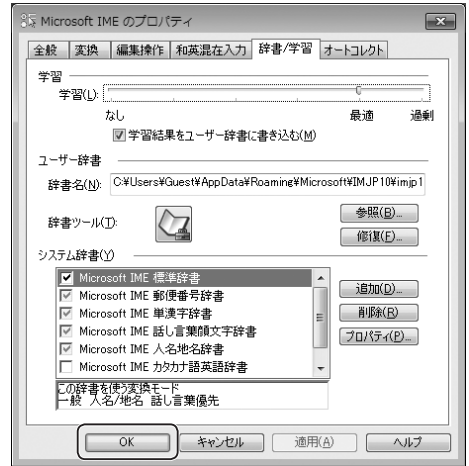 Microsoft IME のプロパティ
全般 変換 編集操作 和英混在入力 辞書/学習 オートコレクト
学習
学習(L):
なし 最適 過剰
学習結果をユーザー辞書に書き込む(M)
ユーザー辞書
辞書名(N): C:¥Users¥Guest¥AppData¥Roaming¥Microsoft¥IMJP10¥imjp1
参照(B)...
辞書ツール(T):
修復(F)...
システム辞書(Y)
Microsoft IME 標準辞書
追加(D)...
Microsoft IME 郵便番号辞書
削除(R)
Microsoft IME 単漢字辞書
プロパティ(P)...
Microsoft IME 話し言葉顔文字辞書
Microsoft IME 人名地名辞書
Microsoft IME カタカナ語英語辞書
この辞書を使う変換モード
一般 人名/地名 話し言葉優先
OK キャンセル 適用(A) ヘルプ